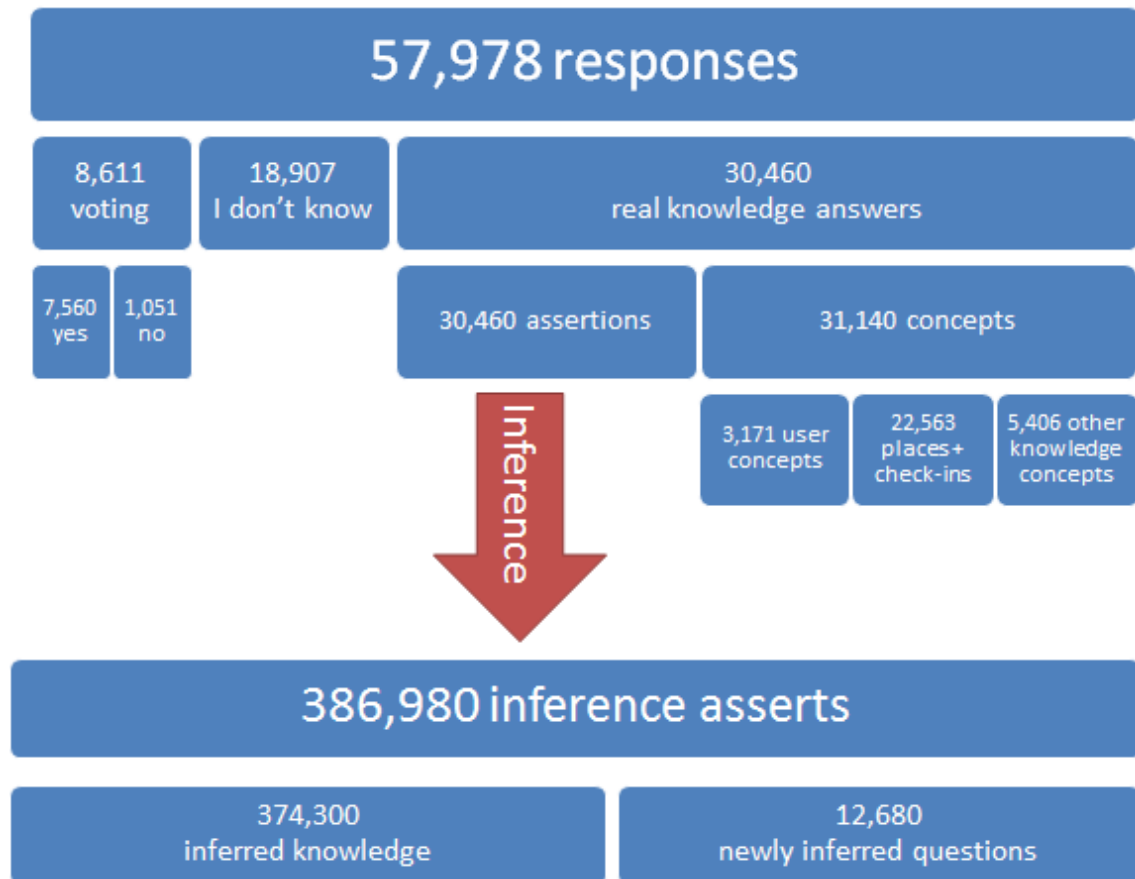 57,978 responses
8,611
voting
18,907
I don't know
30,460
real knowledge answers
7,560
yes
1,051
no
30,460 assertions
31,140 concepts
Inference
3,171 user
concepts
22,563
places+
check-ins
5,406 other
knowledge
concepts
386,980 inference asserts
374,300
inferred knowledge
12,680
newly inferred questions